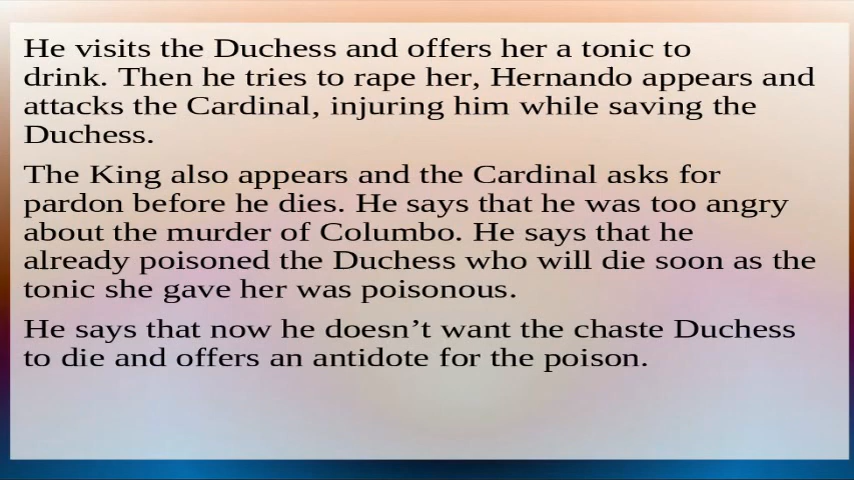 He visits the Duchess and offers her a tonic to
drink. Then he tries to rape her, Hernando appears and
attacks the Cardinal, injuring him while saving the
Duchess.
The King also appears and the Cardinal asks for
pardon before he dies. He says that he was too angry
about the murder of Columbo. He says that he
already poisoned the Duchess who will die soon as the
tonic she gave her was poisonous.
He says that now he doesn’t want the chaste Duchess
to die and offers an antidote for the poison.